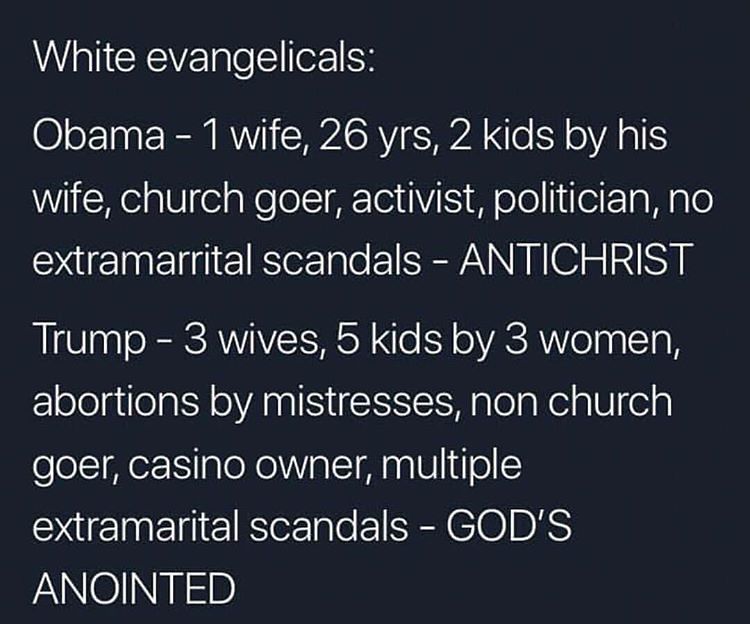 White evangelicals:
Obama – 1 wife, 26 yrs, 2 kids by his
wife, church goer, activist, politician, no
extramarrital scandals – ANTICHRIST
Trump – 3 wives, 5 kids by 3 women,
abortions by mistresses, non church
goer, casino owner, multiple
extramarital scandals – GOD'S
ANOINTED